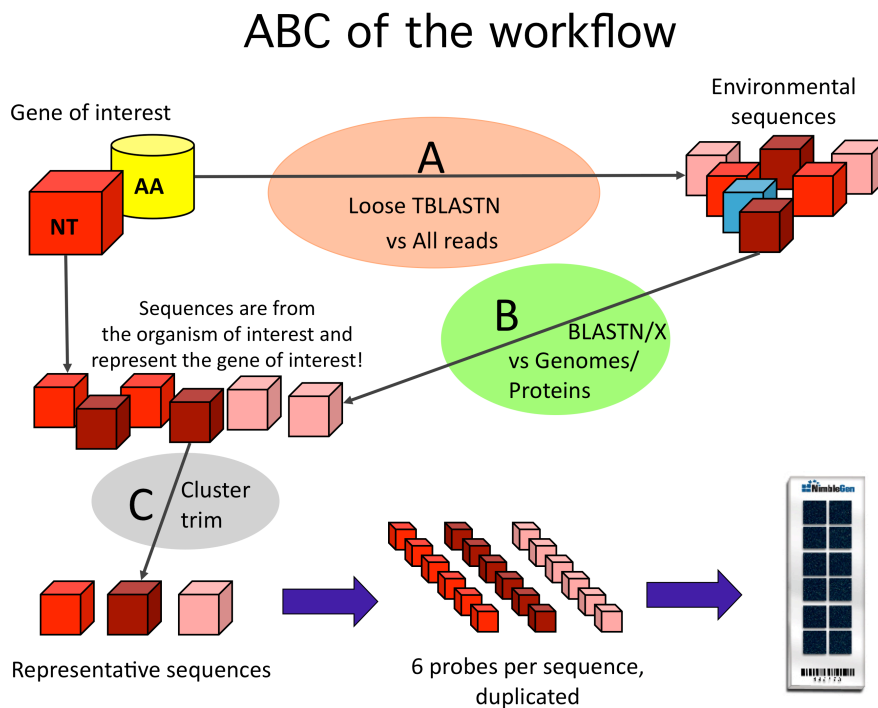 ABC of the workflow
Gene of interest
Environmental
sequences
AA
NT
A
Loose TBLASTN
vs All reads
B
BLASTN/X
vs Genomes/
Proteins
Sequences are from
the organism of interest and
represent the gene of interest!
C
Cluster
trim
Representative sequences
6 probes per sequence,
duplicated
NimbleGen